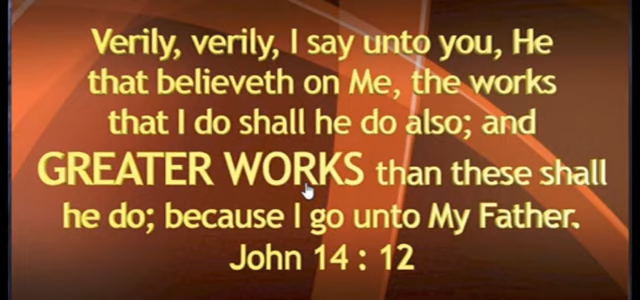 Verily, verily, I say unto you, He
that believeth on Me, the works
that I do shall he do also; and
GREATER WORKS than these shall
he do; because I go unto My Father.
John 14 : 12